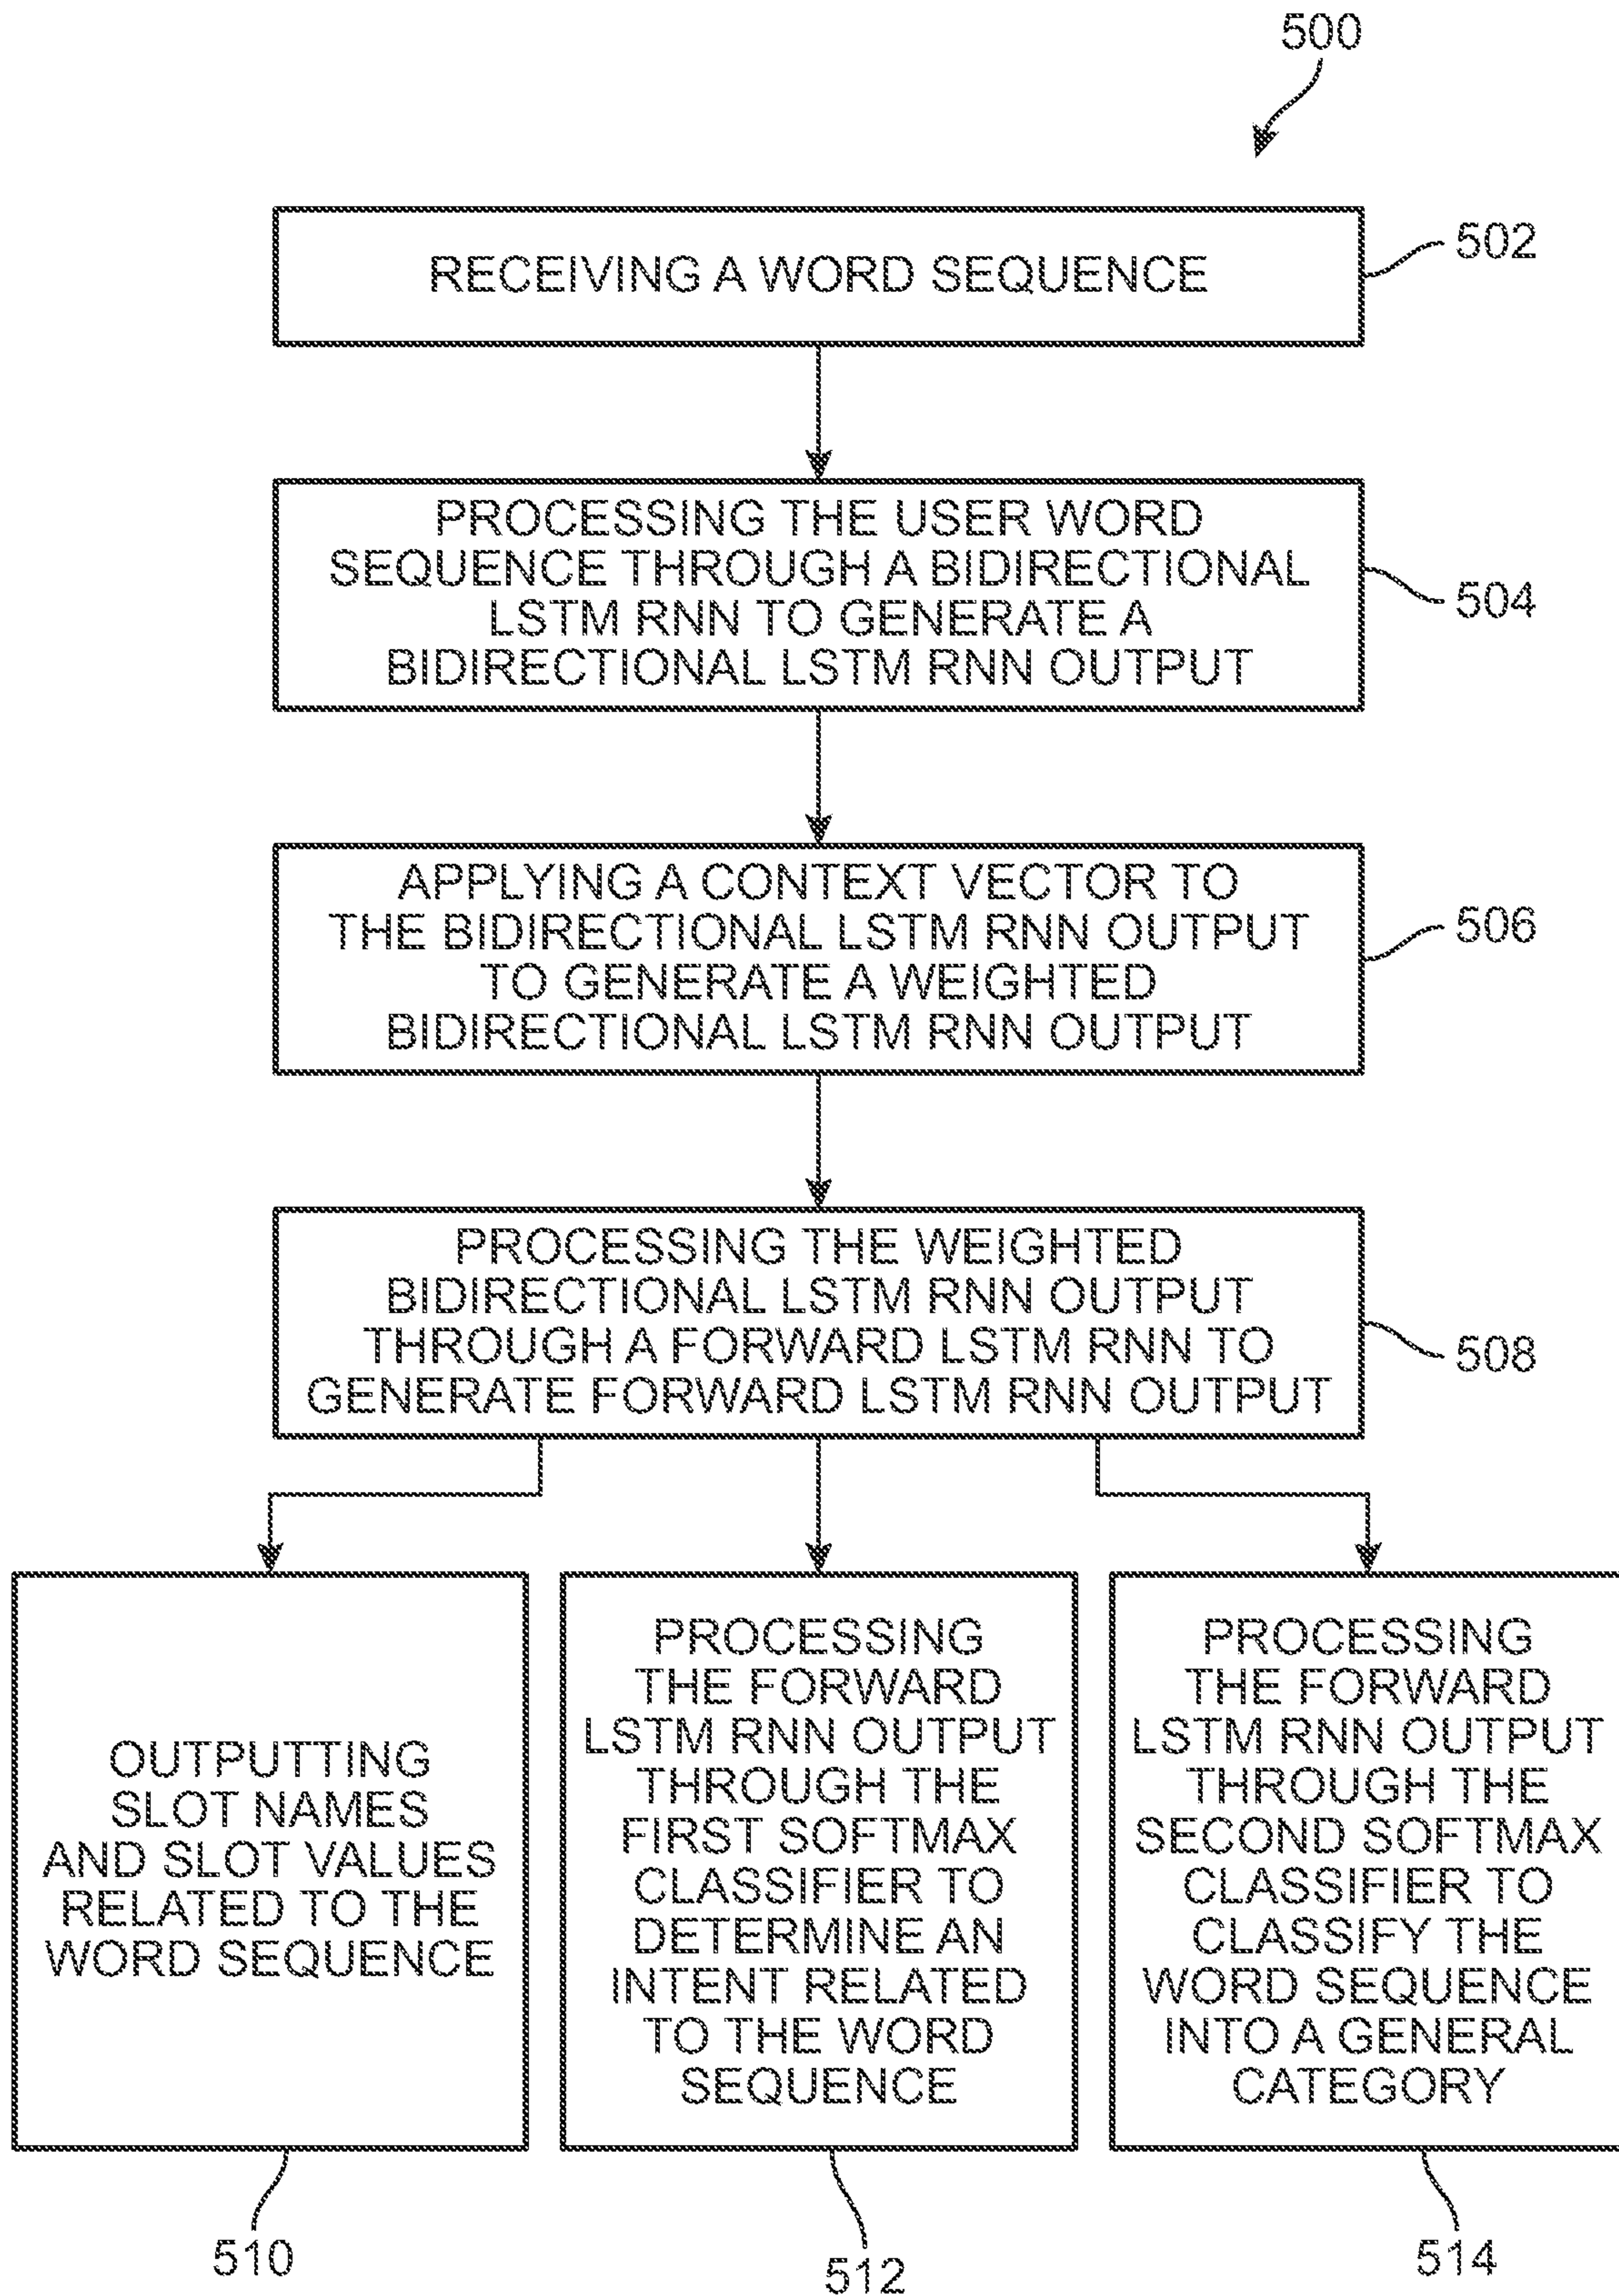 500
RECEIVING A WORD SEQUENCE
502
PROCESSING THE USER WORD
SEQUENCE THROUGH A BIDIRECTIONAL
LSTM RNN TO GENERATE A
BIDIRECTIONAL LSTM RNN OUTPUT
504
APPLYING A CONTEXT VECTOR TO
THE BIDIRECTIONAL LSTM RNN OUTPUT
TO GENERATE A WEIGHTED
BIDIRECTIONAL LSTM RNN OUTPUT
506
PROCESSING THE WEIGHTED
BIDIRECTIONAL LSTM RNN OUTPUT
THROUGH A FORWARD LSTM RNN TO
GENERATE FORWARD LSTM RNN OUTPUT
508
OUTPUTTING
SLOT NAMES
AND SLOT VALUES
RELATED TO THE
WORD SEQUENCE
510
PROCESSING
THE FORWARD
LSTM RNN OUTPUT
THROUGH THE
FIRST SOFTMAX
CLASSIFIER TO
DETERMINE AN
INTENT RELATED
TO THE WORD
SEQUENCE
512
PROCESSING
THE FORWARD
LSTM RNN OUTPUT
THROUGH THE
SECOND SOFTMAX
CLASSIFIER TO
CLASSIFY THE
WORD SEQUENCE
INTO A GENERAL
CATEGORY
514